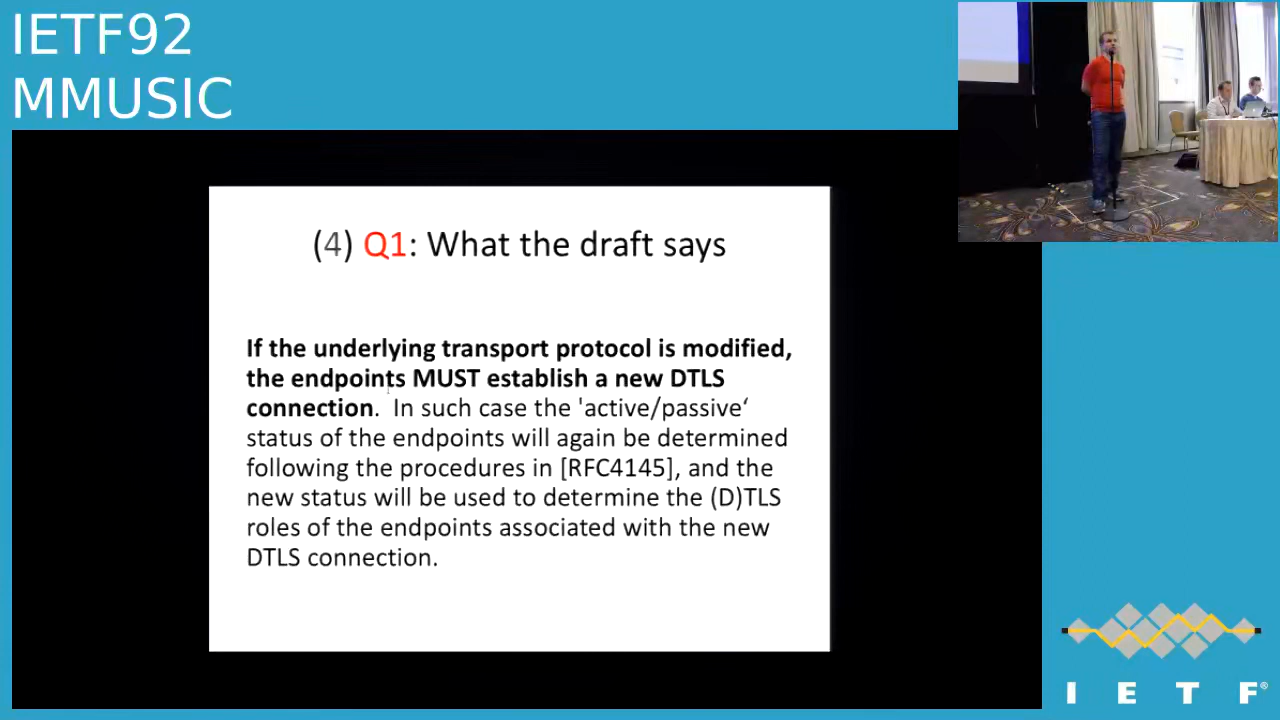 IETF92
MMUSIC
(4) Q1: What the draft says
If the underlying transport protocol is modified,
the endpoints MUST establish a new DTLS
connection. In such case the 'active/passive‘
status of the endpoints will again be determined
following the procedures in [RFC4145], and the
new status will be used to determine the (D)TLS
roles of the endpoints associated with the new
DTLS connection.
I E T F®